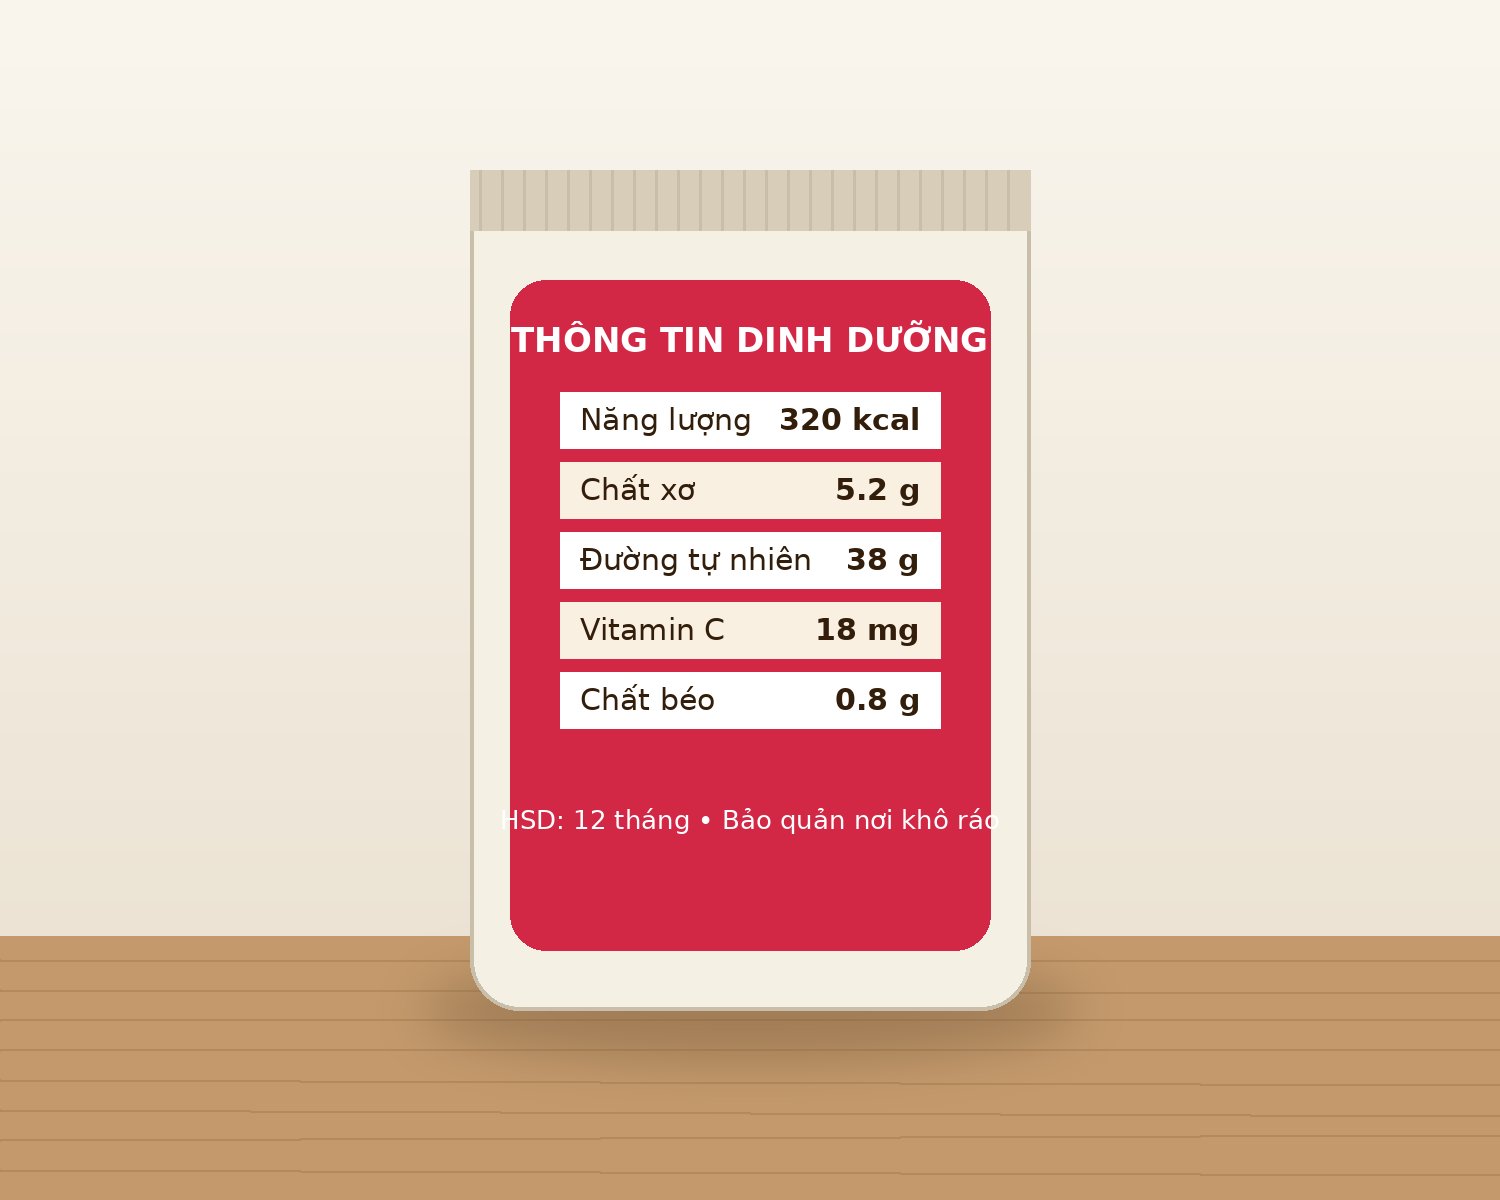 THÔNG TIN DINH DƯỠNG
Năng lượng 320 kcal
Chất xơ 5.2 g
Đường tự nhiên 38 g
Vitamin C 18 mg
Chất béo 0.8 g
HSD: 12 tháng • Bảo quản nơi khô ráo